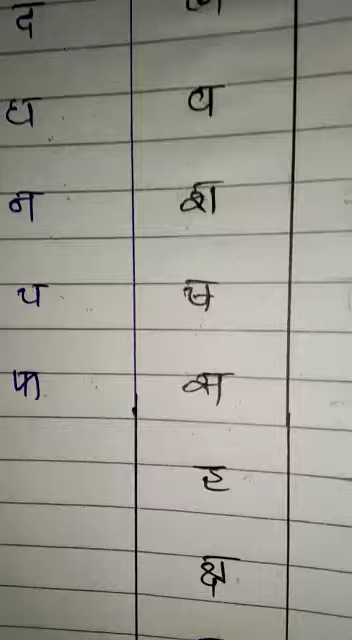 द
ध व
न श
प ष
फ स
ह
क्ष